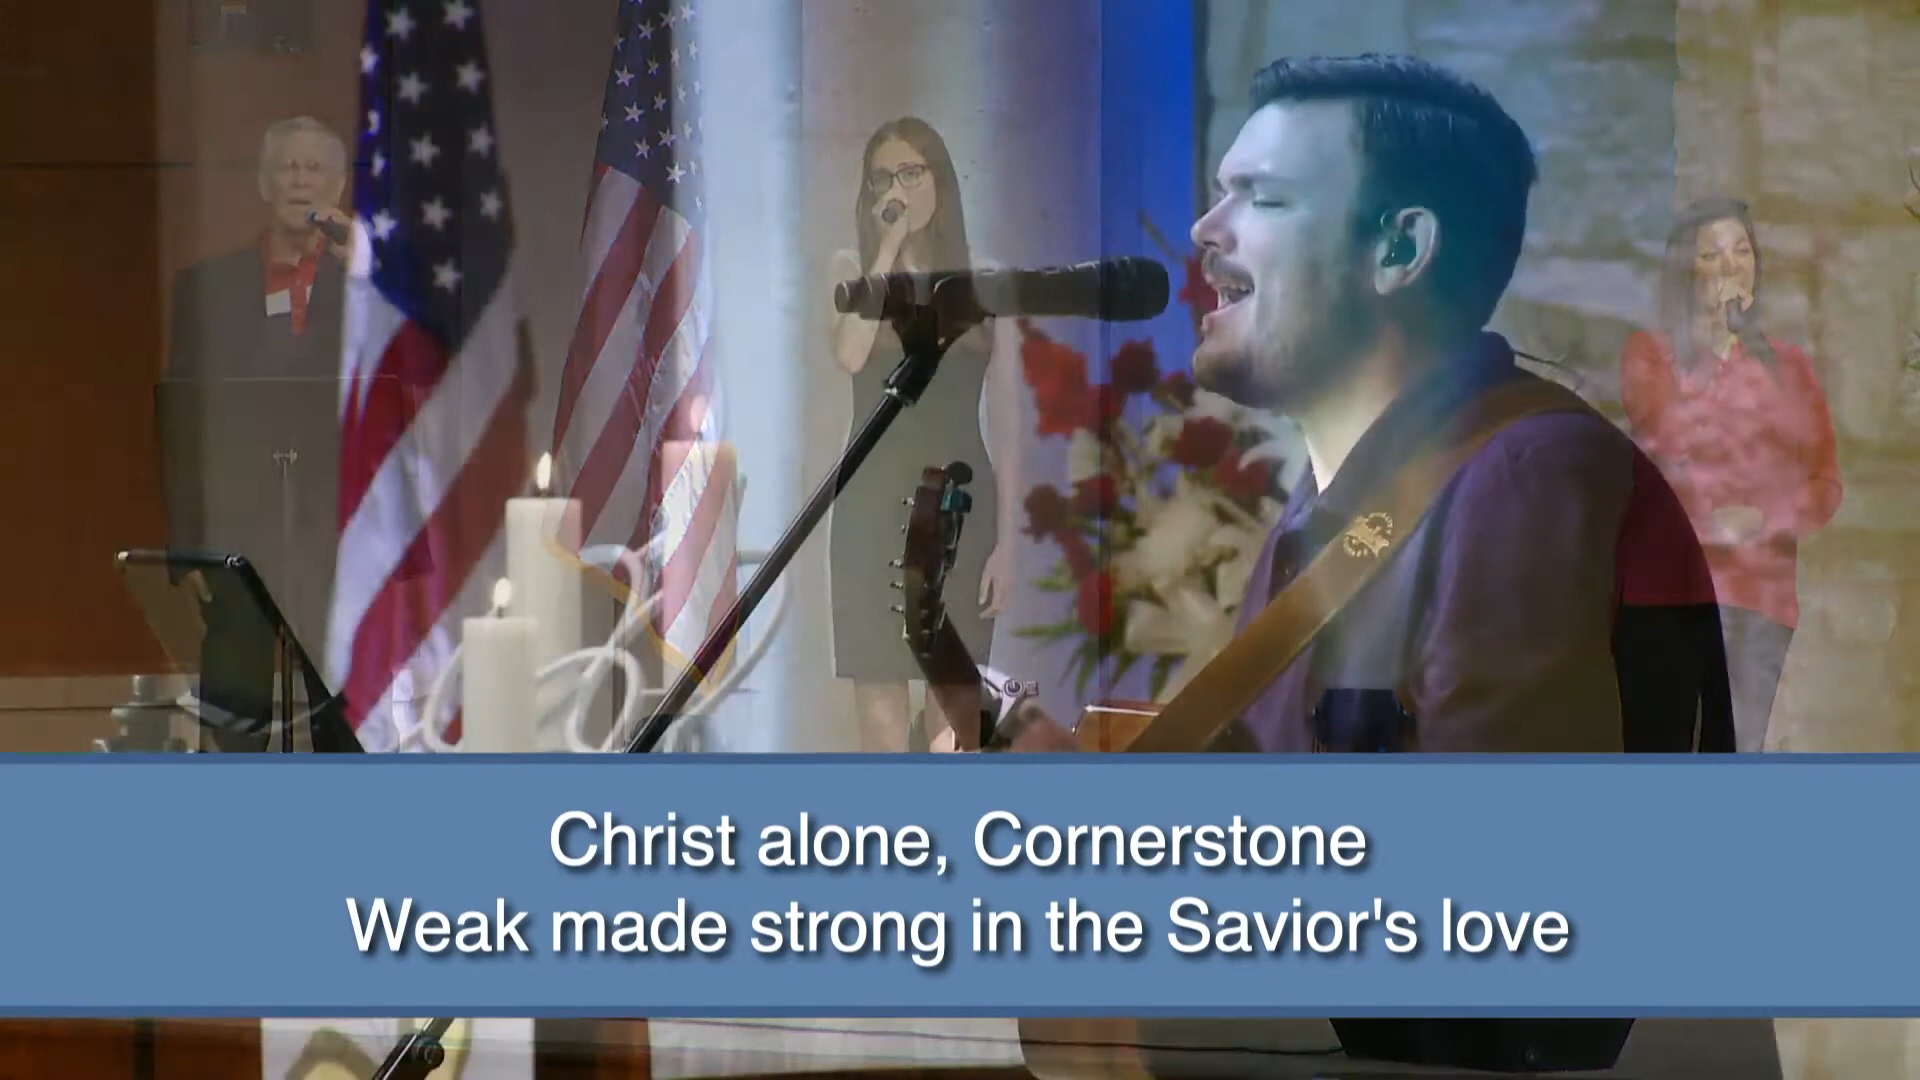 Christ alone, Cornerstone
Weak made strong in the Savior's love